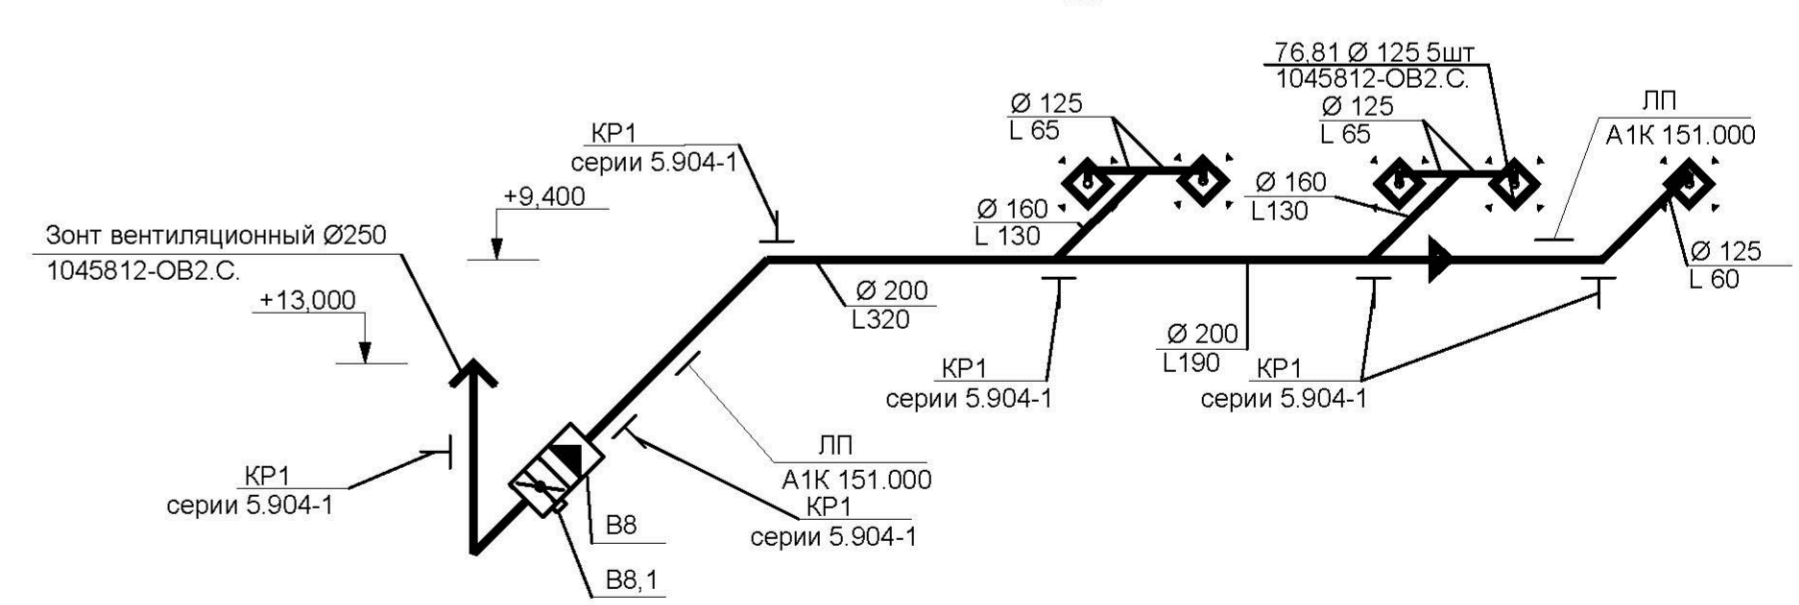 76,81 Ø 125 5шт
1045812-ОВ2.С.
Ø 125
L 65
Ø 125
L 65
ЛП
А1К 151.000
КР1
серии 5.904-1
+9,400
Ø 160
L 130
Ø 160
L130
Зонт вентиляционный Ø250
1045812-ОВ2.С.
+13,000
Ø 200
L320
Ø 125
L 60
Ø 200
L190
КР1
серии 5.904-1
КР1
серии 5.904-1
КР1
серии 5.904-1
ЛП
А1К 151.000
КР1
серии 5.904-1
В8
В8,1